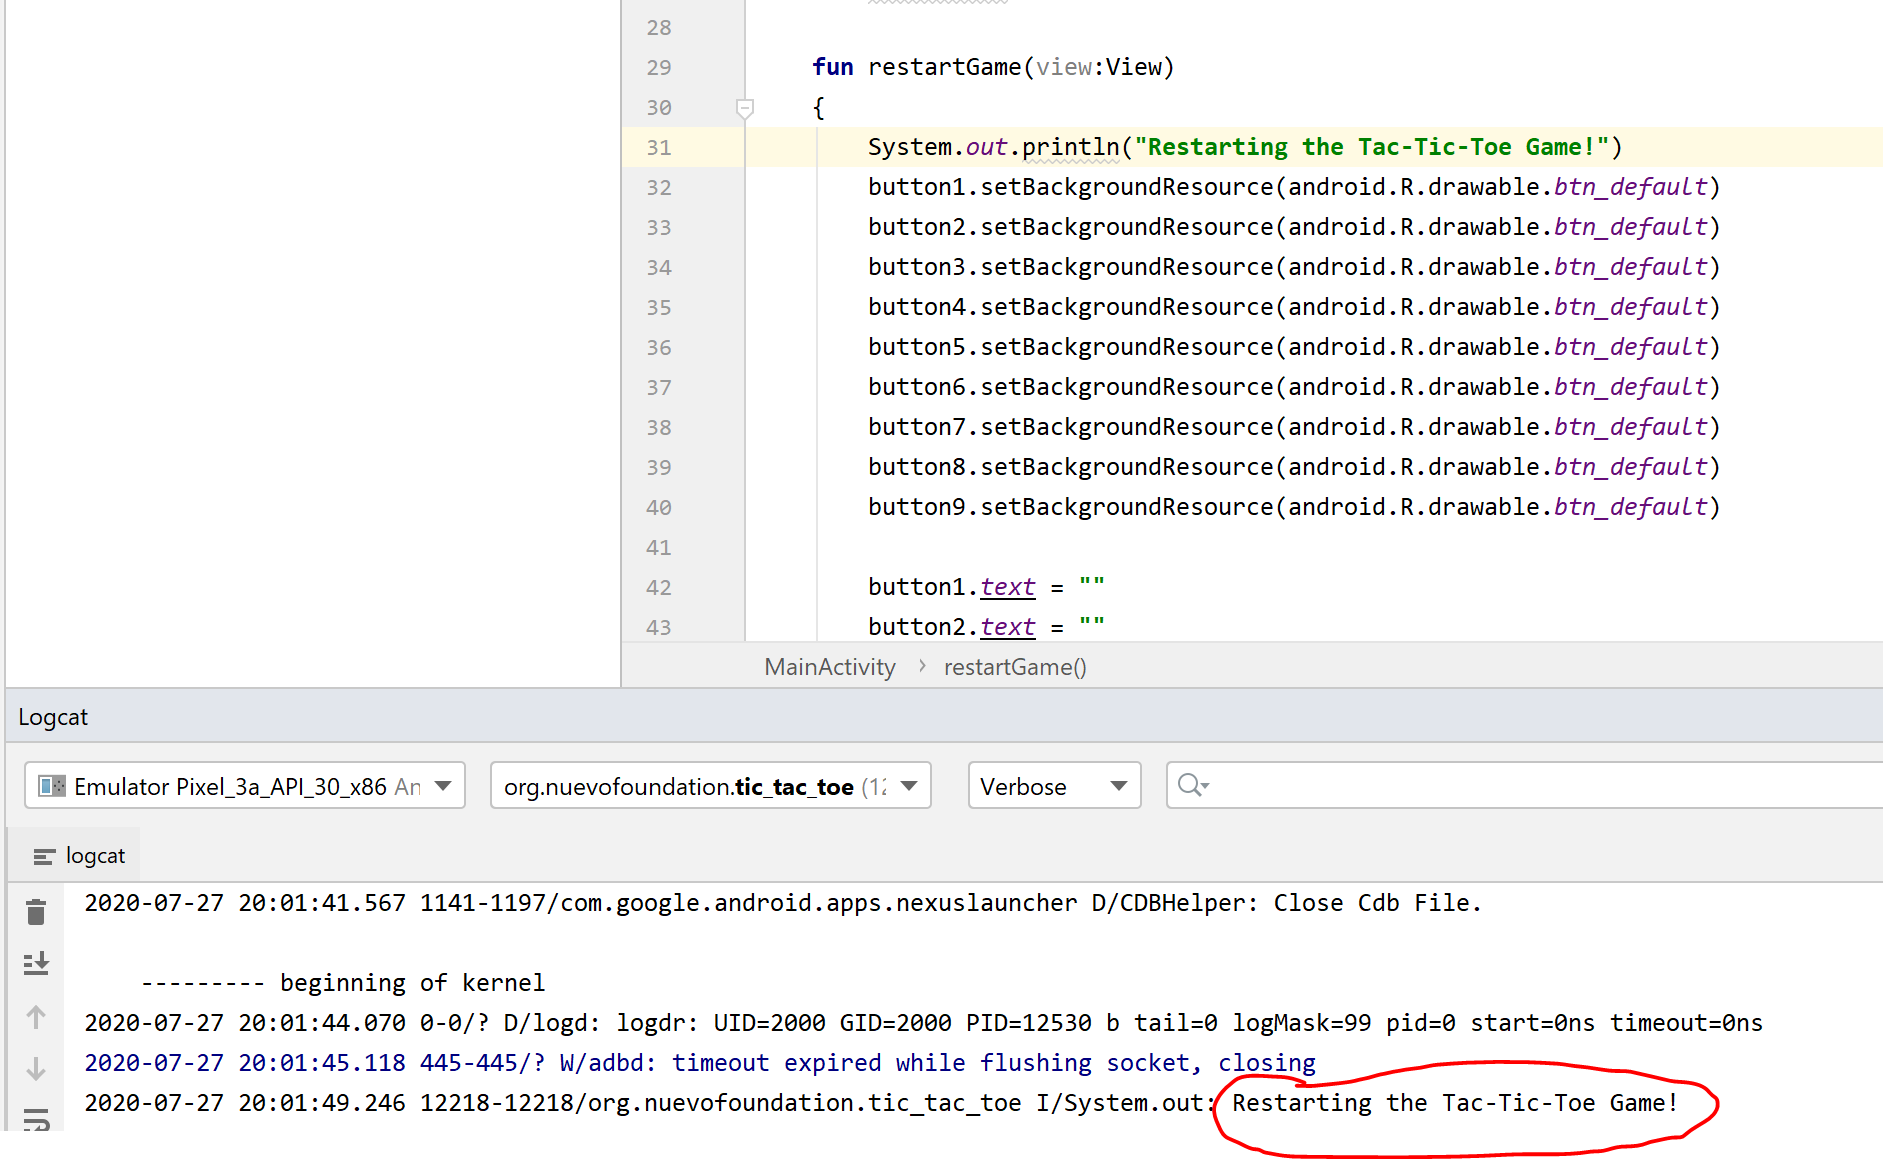 28
29 fun restartGame(view:View)
30 {
31 System.out.println("Restarting the Tac-Tic-Toe Game!")
32 button1.setBackgroundResource(android.R.drawable.btn_default)
33 button2.setBackgroundResource(android.R.drawable.btn_default)
34 button3.setBackgroundResource(android.R.drawable.btn_default)
35 button4.setBackgroundResource(android.R.drawable.btn_default)
36 button5.setBackgroundResource(android.R.drawable.btn_default)
37 button6.setBackgroundResource(android.R.drawable.btn_default)
38 button7.setBackgroundResource(android.R.drawable.btn_default)
39 button8.setBackgroundResource(android.R.drawable.btn_default)
40 button9.setBackgroundResource(android.R.drawable.btn_default)
41
42 button1.text = ""
43 button2.text = ""
MainActivity › restartGame()
Logcat
Emulator Pixel_3a_API_30_x86 An org.nuevofoundation.tic_tac_toe (12 Verbose
logcat
2020-07-27 20:01:41.567 1141-1197/com.google.android.apps.nexuslauncher D/CDBHelper: Close Cdb File.
--------- beginning of kernel
2020-07-27 20:01:44.070 0-0/? D/logd: logdr: UID=2000 GID=2000 PID=12530 b tail=0 logMask=99 pid=0 start=0ns timeout=0ns
2020-07-27 20:01:45.118 445-445/? W/adbd: timeout expired while flushing socket, closing
2020-07-27 20:01:49.246 12218-12218/org.nuevofoundation.tic_tac_toe I/System.out: Restarting the Tac-Tic-Toe Game!